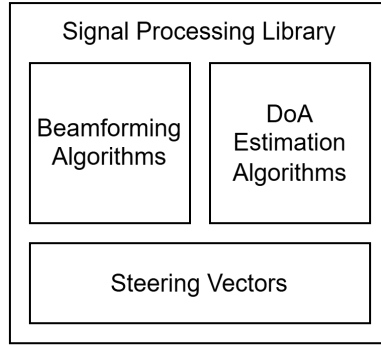 Signal Processing Library
Beamforming
Algorithms
DoA
Estimation
Algorithms
Steering Vectors